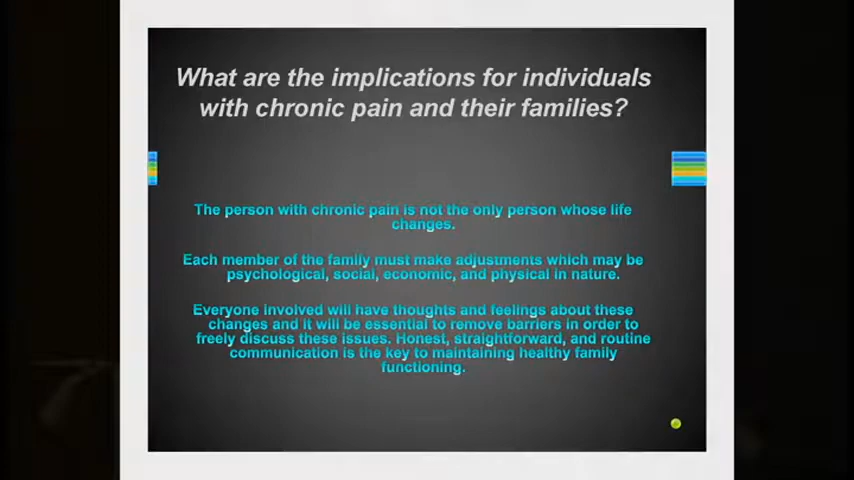 What are the implications for individuals
with chronic pain and their families?
The person with chronic pain is not the only person whose life
changes.
Each member of the family must make adjustments which may be
psychological, social, economic, and physical in nature.
Everyone involved will have thoughts and feelings about these
changes and it will be essential to remove barriers in order to
freely discuss these issues. Honest, straightforward, and routine
communication is the key to maintaining healthy family
functioning.